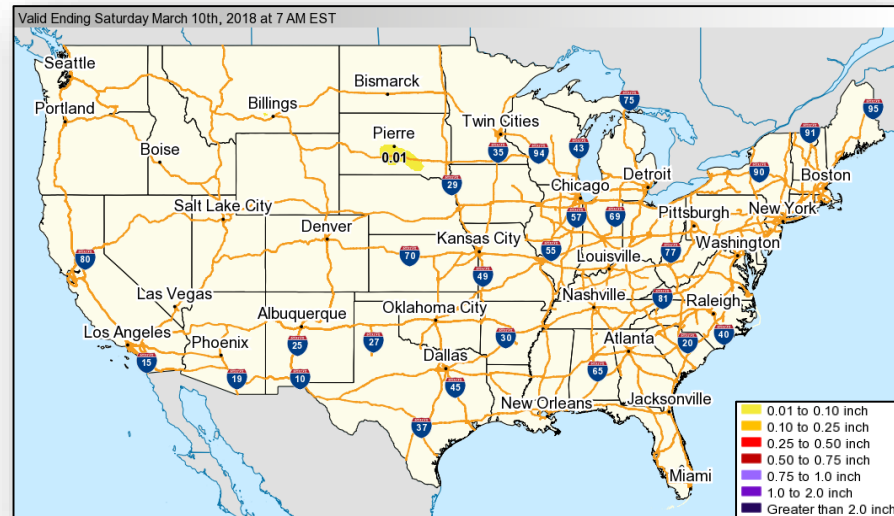 Valid Ending Saturday March 10th, 2018 at 7 AM EST
Seattle
75
95
Portland
Billings
Bismarck
Twin Cities
91
Pierre
35
94
43
Boise
0.01
90
Boston
29
Chicago
Detroit
Salt Lake City
57
69
Pittsburgh
New York
Denver
Kansas City
Washington
80
70
55
Louisville
77
49
Las Vegas
Nashville
81
Raleigh
Albuquerque
Oklahoma City
Los Angeles
Phoenix
25
27
30
Atlanta
20
40
15
19
10
Dallas
65
45
New Orleans
Jacksonville
37
Miami
0.01 to 0.10 inch
0.10 to 0.25 inch
0.25 to 0.50 inch
0.50 to 0.75 inch
0.75 to 1.0 inch
1.0 to 2.0 inch
Greater than 2.0 inch